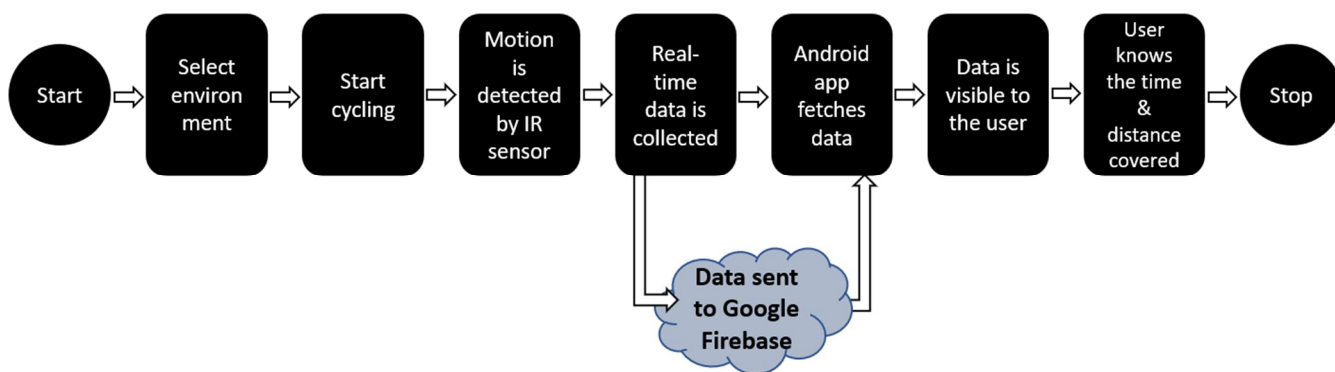 Start
Select
environ
ment
Start
cycling
Motion
is
detected
by IR
sensor
Real-
time
data is
collected
Android
app
fetches
data
Data is
visible to
the user
User
knows
the time
&
distance
covered
Stop
Data sent
to Google
Firebase